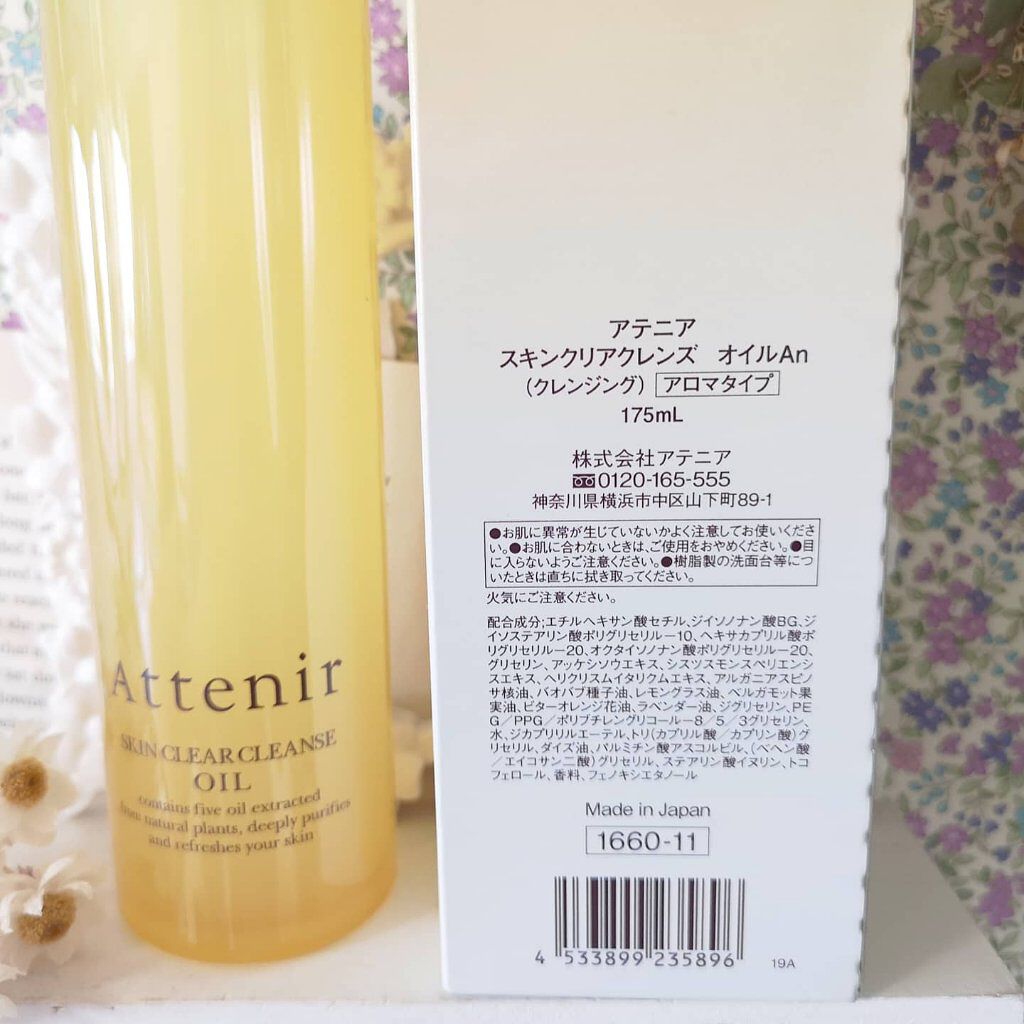 Attenir
SKIN CLEAR CLEANSE
OIL
contains five oil extracted
from natural plants, deeply purifies
and refreshes your skin
アテニア
スキンクリアクレンズ オイルAn
(クレンジング) アロマタイプ
175mL
株式会社アテニア
0120-165-555
神奈川県横浜市中区山下町89-1
●お肌に異常が生じていないかよく注意してお使いくださ
い。●お肌に合わないときは、ご使用をおやめください。●目
に入らないようご注意ください。●樹脂製の洗面台等につ
いたときは直ちに拭き取ってください。
火気にご注意ください。
配合成分;エチルヘキサン酸セチル、ジイソノナン酸BG、ジ
イソステアリン酸ポリグリセリル－10、ヘキサカプリル酸ポ
リグリセリル－20、オクタイソノナン酸ポリグリセリル－20、
グリセリン、アッケシソウエキス、シスツスモンスペリエンシ
スエキス、ヘリクリスムイタリクムエキス、アルガニアスピノ
サ核油、バオバブ種子油、レモングラス油、ベルガモット果
実油、ビターオレンジ花油、ラベンダー油、ジグリセリン、PE
G／PPG／ポリブチレングリコール－8／5／3グリセリン、
水、ジカプリリルエーテル、トリ(カプリル酸／カプリン酸)グ
リセリル、ダイズ油、パルミチン酸アスコルビル、(ベヘン酸
／エイコサン二酸)グリセリル、ステアリン酸イヌリン、トコ
フェロール、香料、フェノキシエタノール
Made in Japan
1660-11
4 533899 235896
19A